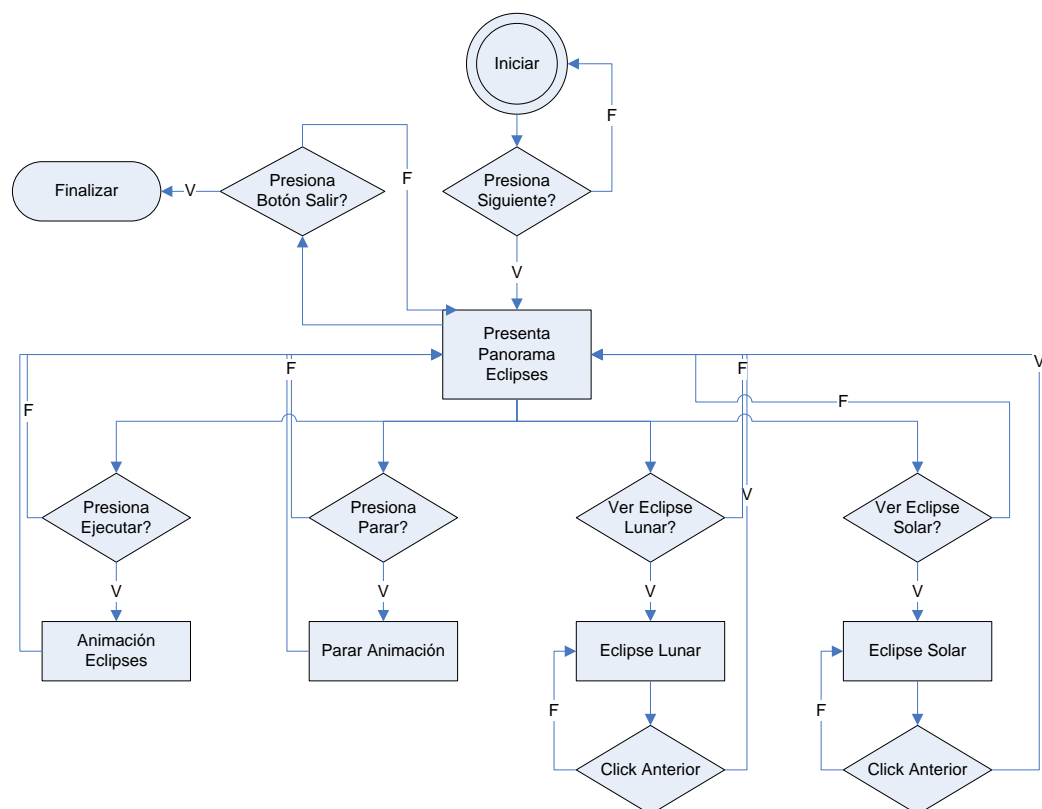 Iniciar
F
Presiona
Siguiente?
V
Presiona
Botón Salir?
F
V
Finalizar
Presenta
Panorama
Eclipses
F
F
F
V
F
V
Presiona
Ejecutar?
Presiona
Parar?
Ver Eclipse
Lunar?
Ver Eclipse
Solar?
V
V
V
V
Animación
Eclipses
Parar Animación
Eclipse Lunar
Eclipse Solar
F
F
Click Anterior
Click Anterior